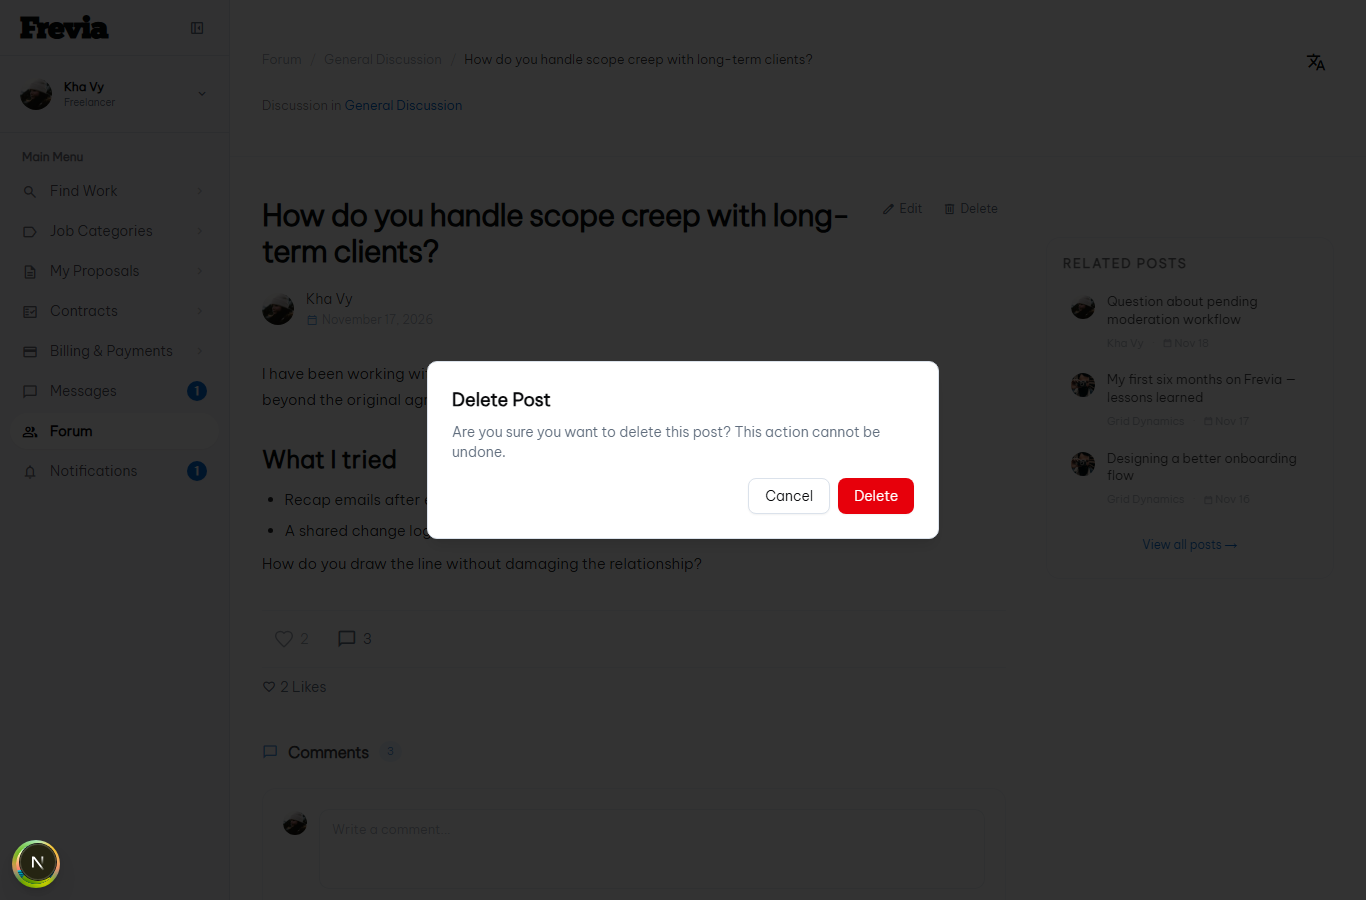 Frevia
Kha Vy
Freelancer
Main Menu
Find Work
Job Categories
My Proposals
Contracts
Billing & Payments
Messages
1
Forum
Notifications
1
N
Forum / General Discussion / How do you handle scope creep with long-term clients?
Discussion in General Discussion
How do you handle scope creep with long-
term clients?
Edit
Delete
Kha Vy
November 17, 2026
I have been working
beyond the original
What I tried
• Recap emails after
• A shared change
How do you draw the line without damaging the relationship?
2
3
2 Likes
Comments 3
Write a comment...
Delete Post
Are you sure you want to delete this post? This action cannot be
undone.
Cancel
Delete
RELATED POSTS
Question about pending
moderation workflow
Kha Vy
Nov 18
My first six months on Frevia —
lessons learned
Grid Dynamics
Nov 17
Designing a better onboarding
flow
Grid Dynamics
Nov 16
View all posts →